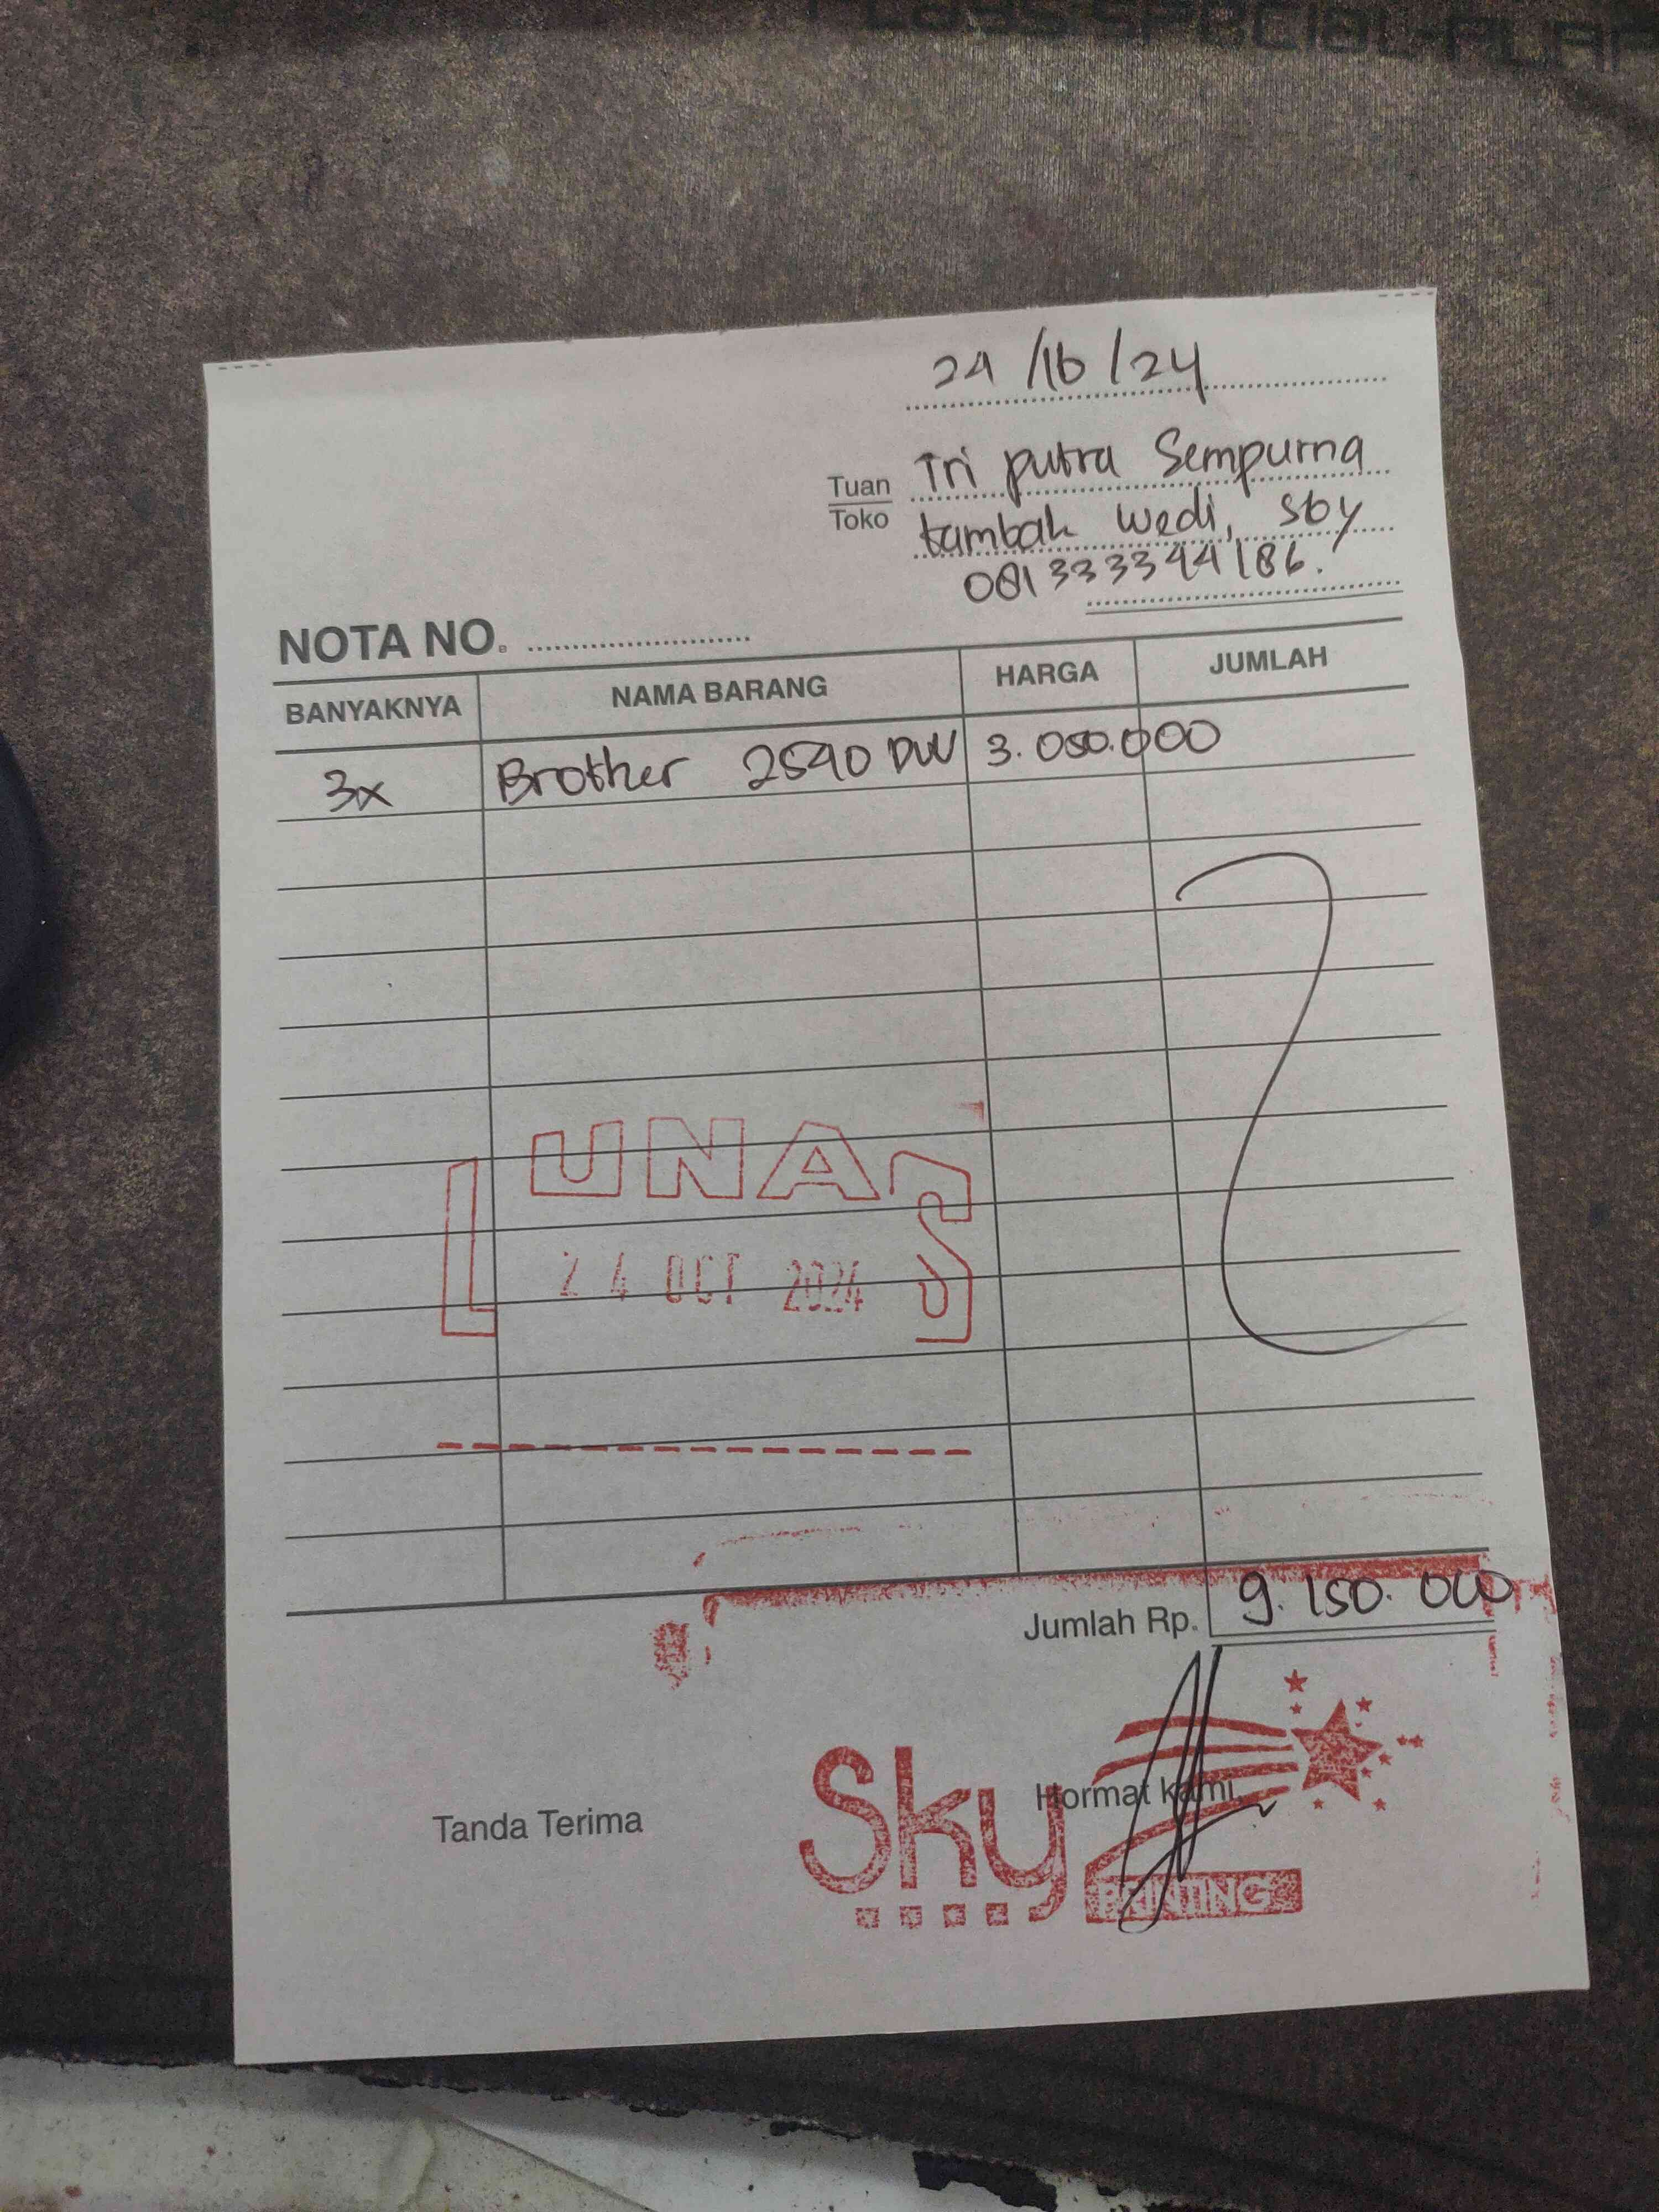 24 /10 /24
Tuan
Toko
Tri putra Sempurna
tambak wedi, sby
081333344186.
NOTA NO.
BANYAKNYA NAMA BARANG HARGA JUMLAH
3x Brother 2540 DW 3.050.000
LUNAS
24 OCT 2024
Jumlah Rp. 9.150.000
Tanda Terima
Hormat kami,
Sky
PRINTING